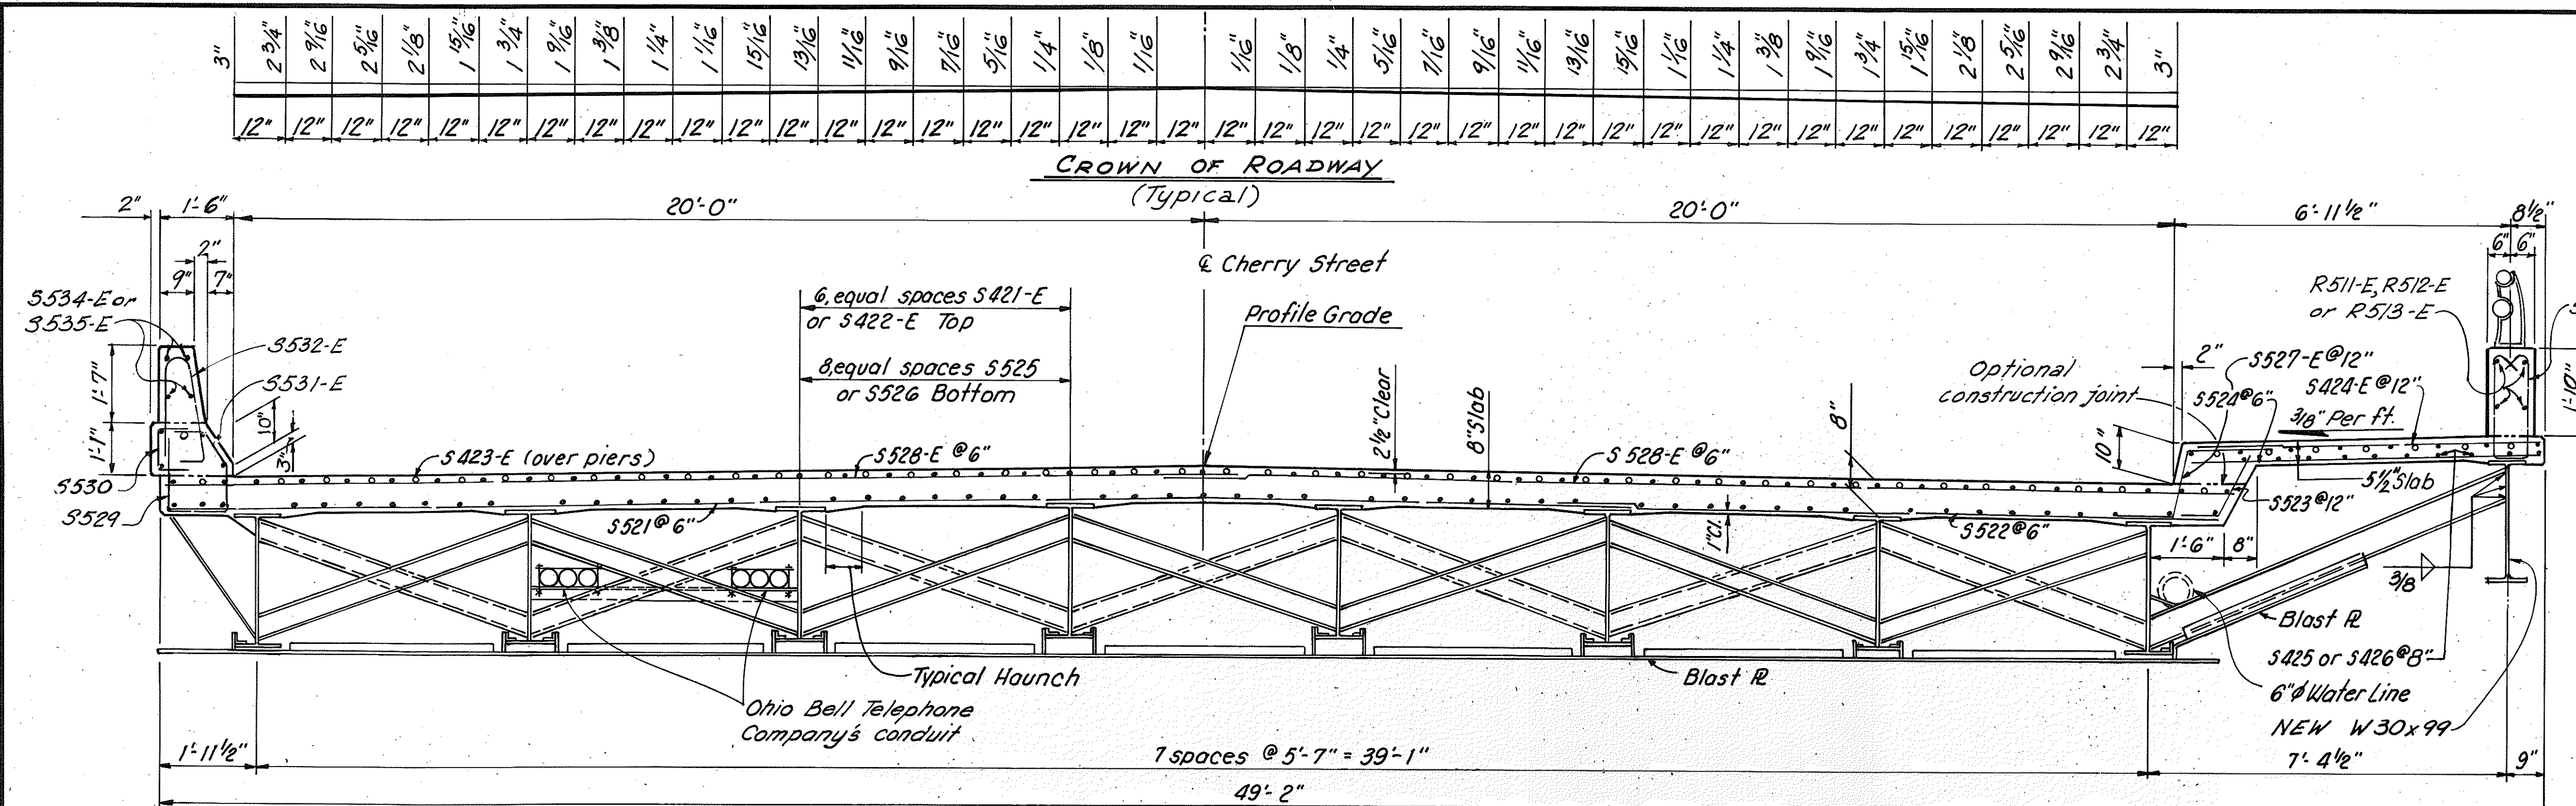 3" 2 3/4" 2 9/16" 2 5/16" 2 1/8" 1 15/16" 1 3/4" 1 9/16" 1 3/8" 1 1/4" 1 1/16" 15/16" 13/16" 11/16" 9/16" 7/16" 5/16" 1/4" 1/8" 1/16" 1/16" 1/8" 1/4" 5/16" 7/16" 9/16" 11/16" 13/16" 15/16" 1 1/16" 1 1/4" 1 3/8" 1 9/16" 1 3/4" 1 15/16" 2 1/8" 2 5/16" 2 9/16" 2 3/4" 3"
12" 12" 12" 12" 12" 12" 12" 12" 12" 12" 12" 12" 12" 12" 12" 12" 12" 12" 12" 12" 12" 12" 12" 12" 12" 12" 12" 12" 12" 12" 12" 12" 12" 12" 12" 12" 12" 12" 12" 12"
CROWN OF ROADWAY
(Typical)
2" 1'-6" 20'-0" 20'-0" 6'-11 1/2" 8 1/2"
2"
9" 7"
6" 6"
℄ Cherry Street
Profile Grade
S534-E or
S535-E
S532-E
S531-E
1'-7"
1'-1"
10"
3"
S530
S529
6, equal spaces S421-E
or S422-E Top
8, equal spaces S525
or S526 Bottom
S423-E (over piers)
S528-E @ 6"
2 1/2" Clear
8" Slab
S528-E @ 6"
8"
Optional
construction joint
2"
S527-E @ 12"
S424-E @ 12"
S524 @ 6"
3/8" Per ft.
10"
R511-E, R512-E
or R513-E
1'-10"
5 1/2" Slab
S523 @ 12"
S521 @ 6"
1" Cl.
S522 @ 6"
1'-6" 8"
3/8
Blast ℞
S425 or S426 @ 8"
6" ϕ Water Line
NEW W 30 x 99
Typical Haunch
Blast ℞
Ohio Bell Telephone
Company's conduit
1'-11 1/2" 7 spaces @ 5'-7" = 39'-1" 7'-4 1/2" 9"
49'-2"